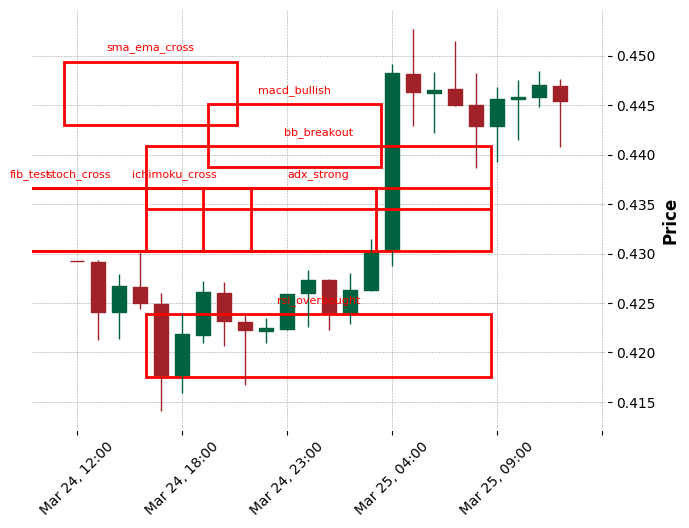 sma_ema_cross
macd_bullish
bb_breakout
fib_test
stoch_cross
ichimoku_cross
adx_strong
rsi_overbought
0.450
0.445
0.440
0.435
0.430
0.425
0.420
0.415
Price
Mar 24, 12:00
Mar 24, 18:00
Mar 24, 23:00
Mar 25, 04:00
Mar 25, 09:00